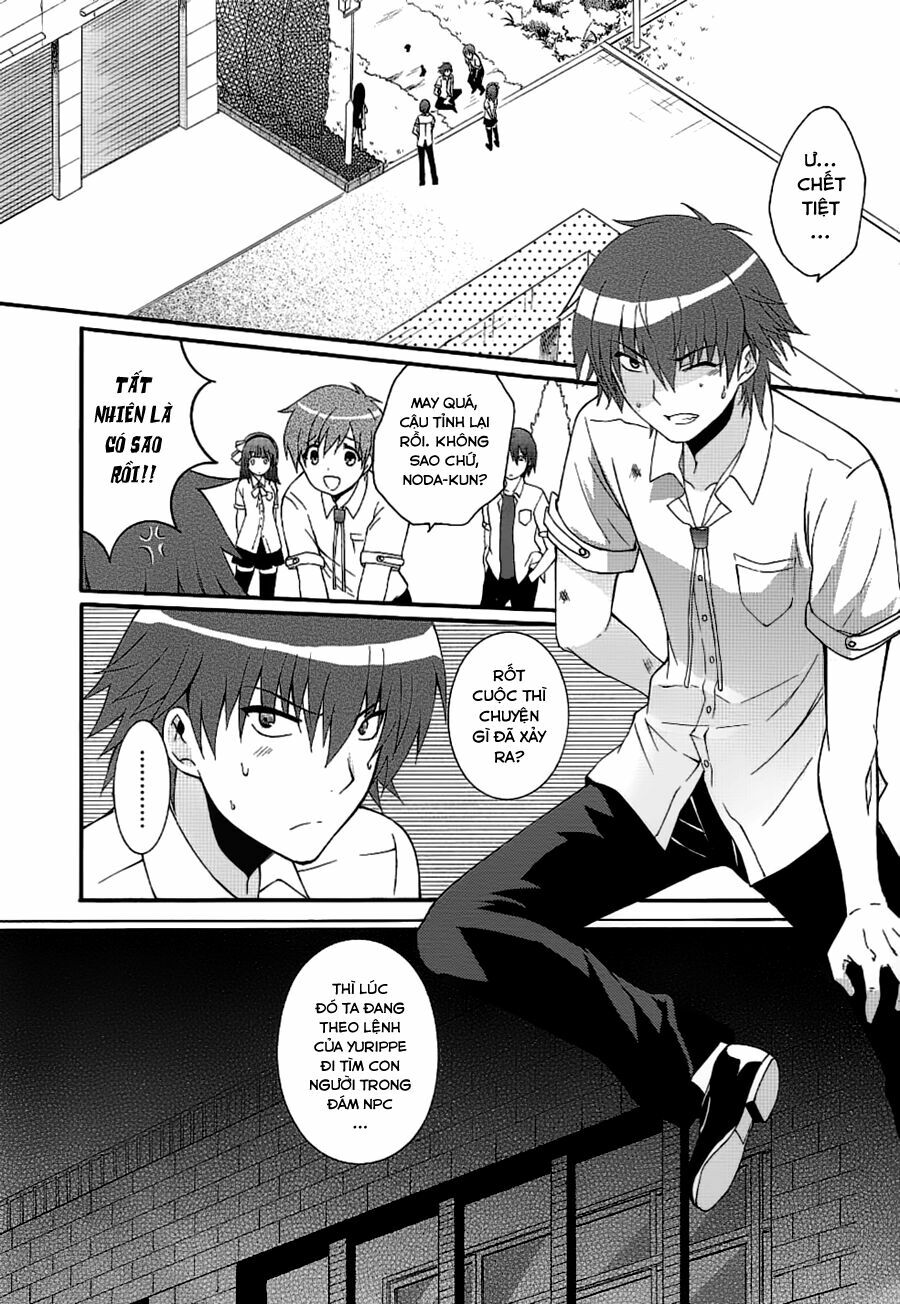 Ư...
CHẾT
TIỆT
...
MAY QUÁ,
CẬU TỈNH LẠI
RỒI. KHÔNG
SAO CHỨ,
NODA-KUN?
TẤT
NHIÊN LÀ
CÓ SAO
RỒI!!
RỐT
CUỘC THÌ
CHUYỆN
GÌ ĐÃ XẢY
RA?
.........
THÌ LÚC
ĐÓ TA ĐANG
THEO LỆNH
CỦA YURIPPE
ĐI TÌM CON
NGƯỜI TRONG
ĐÁM NPC
...